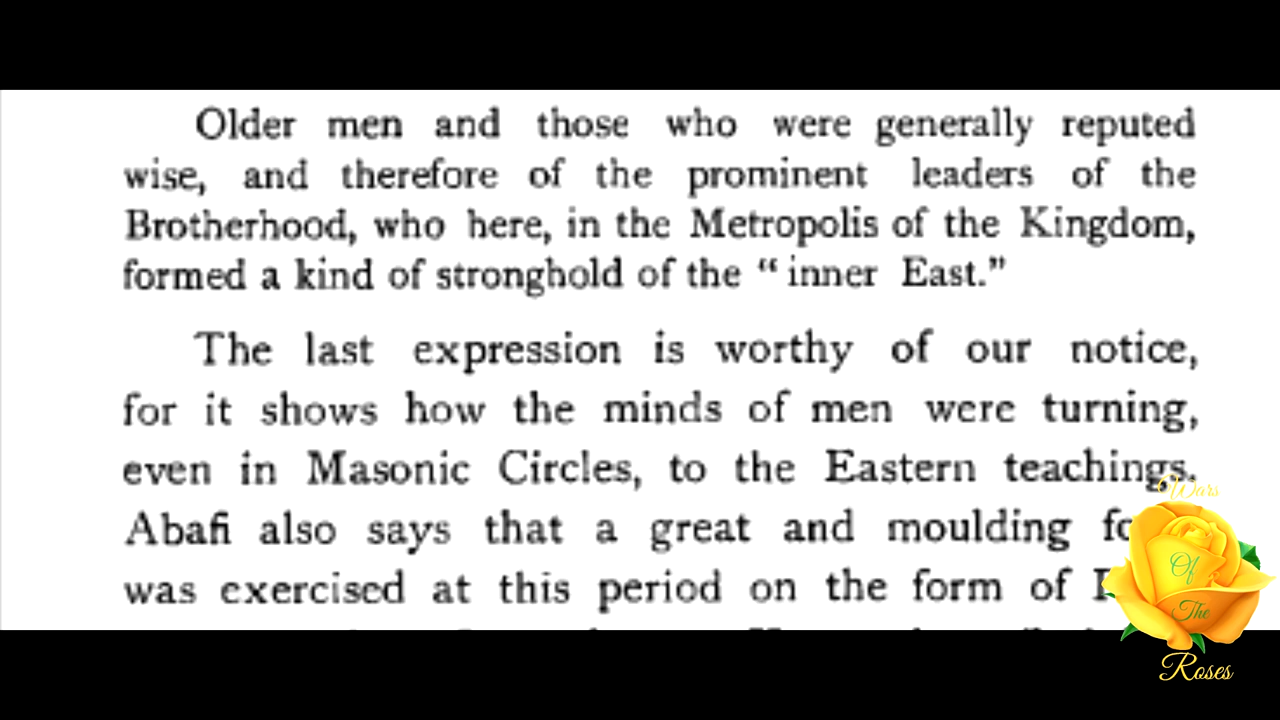 Older men and those who were generally reputed
wise, and therefore of the prominent leaders of the
Brotherhood, who here, in the Metropolis of the Kingdom,
formed a kind of stronghold of the “inner East.”
The last expression is worthy of our notice,
for it shows how the minds of men were turning,
even in Masonic Circles, to the Eastern teachings.
Abafi also says that a great and moulding
was exercised at this period on the form of
Wars
Of
The
Roses